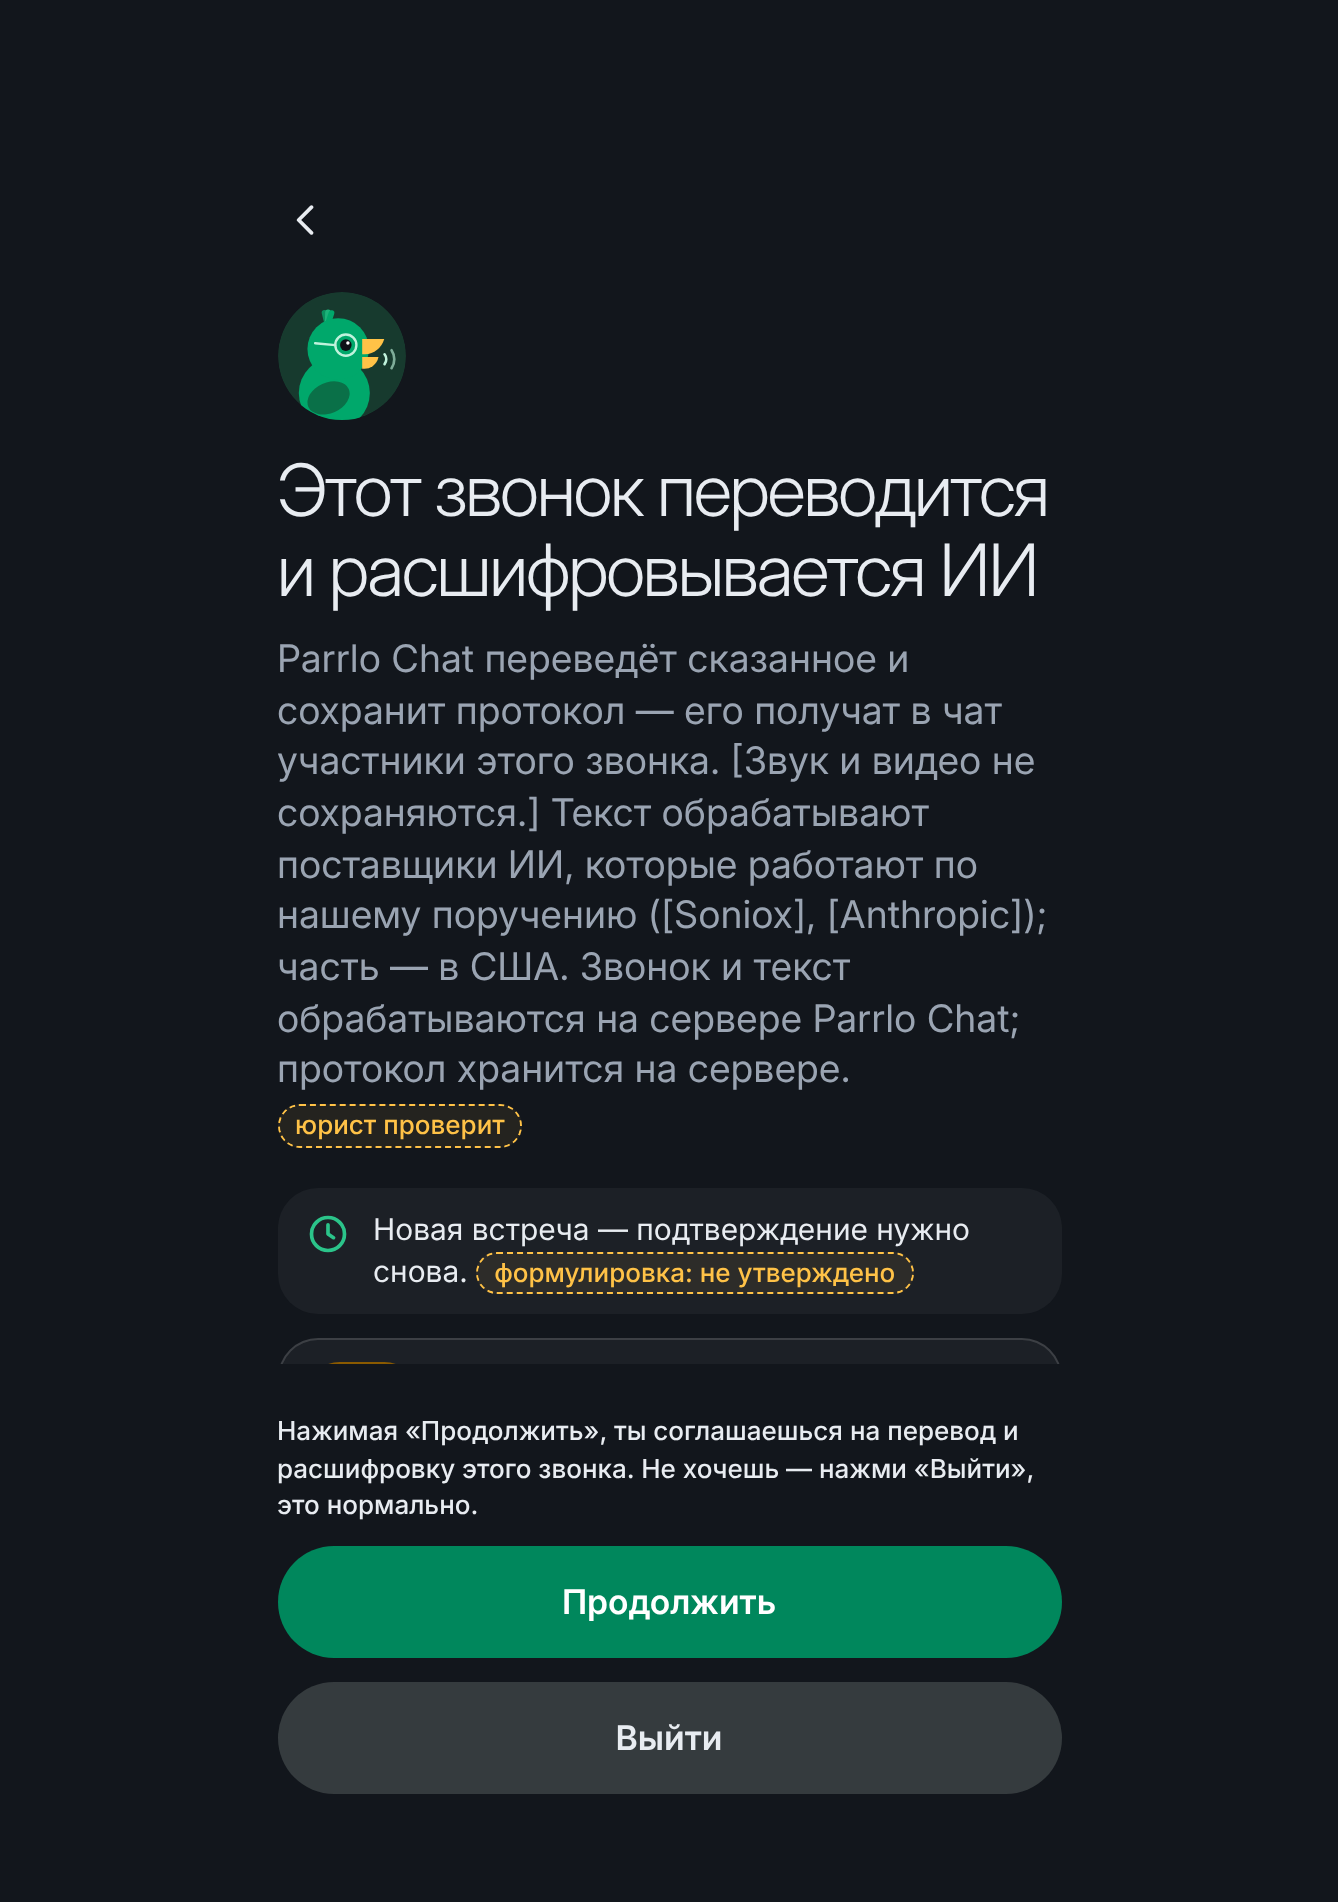 Этот звонок переводится
и расшифровывается ИИ
Parrlo Chat переведёт сказанное и
сохранит протокол — его получат в чат
участники этого звонка. [Звук и видео не
сохраняются.] Текст обрабатывают
поставщики ИИ, которые работают по
нашему поручению ([Soniox], [Anthropic]);
часть — в США. Звонок и текст
обрабатываются на сервере Parrlo Chat;
протокол хранится на сервере.
юрист проверит
Новая встреча — подтверждение нужно
снова. формулировка: не утверждено
Нажимая «Продолжить», ты соглашаешься на перевод и
расшифровку этого звонка. Не хочешь — нажми «Выйти»,
это нормально.
Продолжить
Выйти